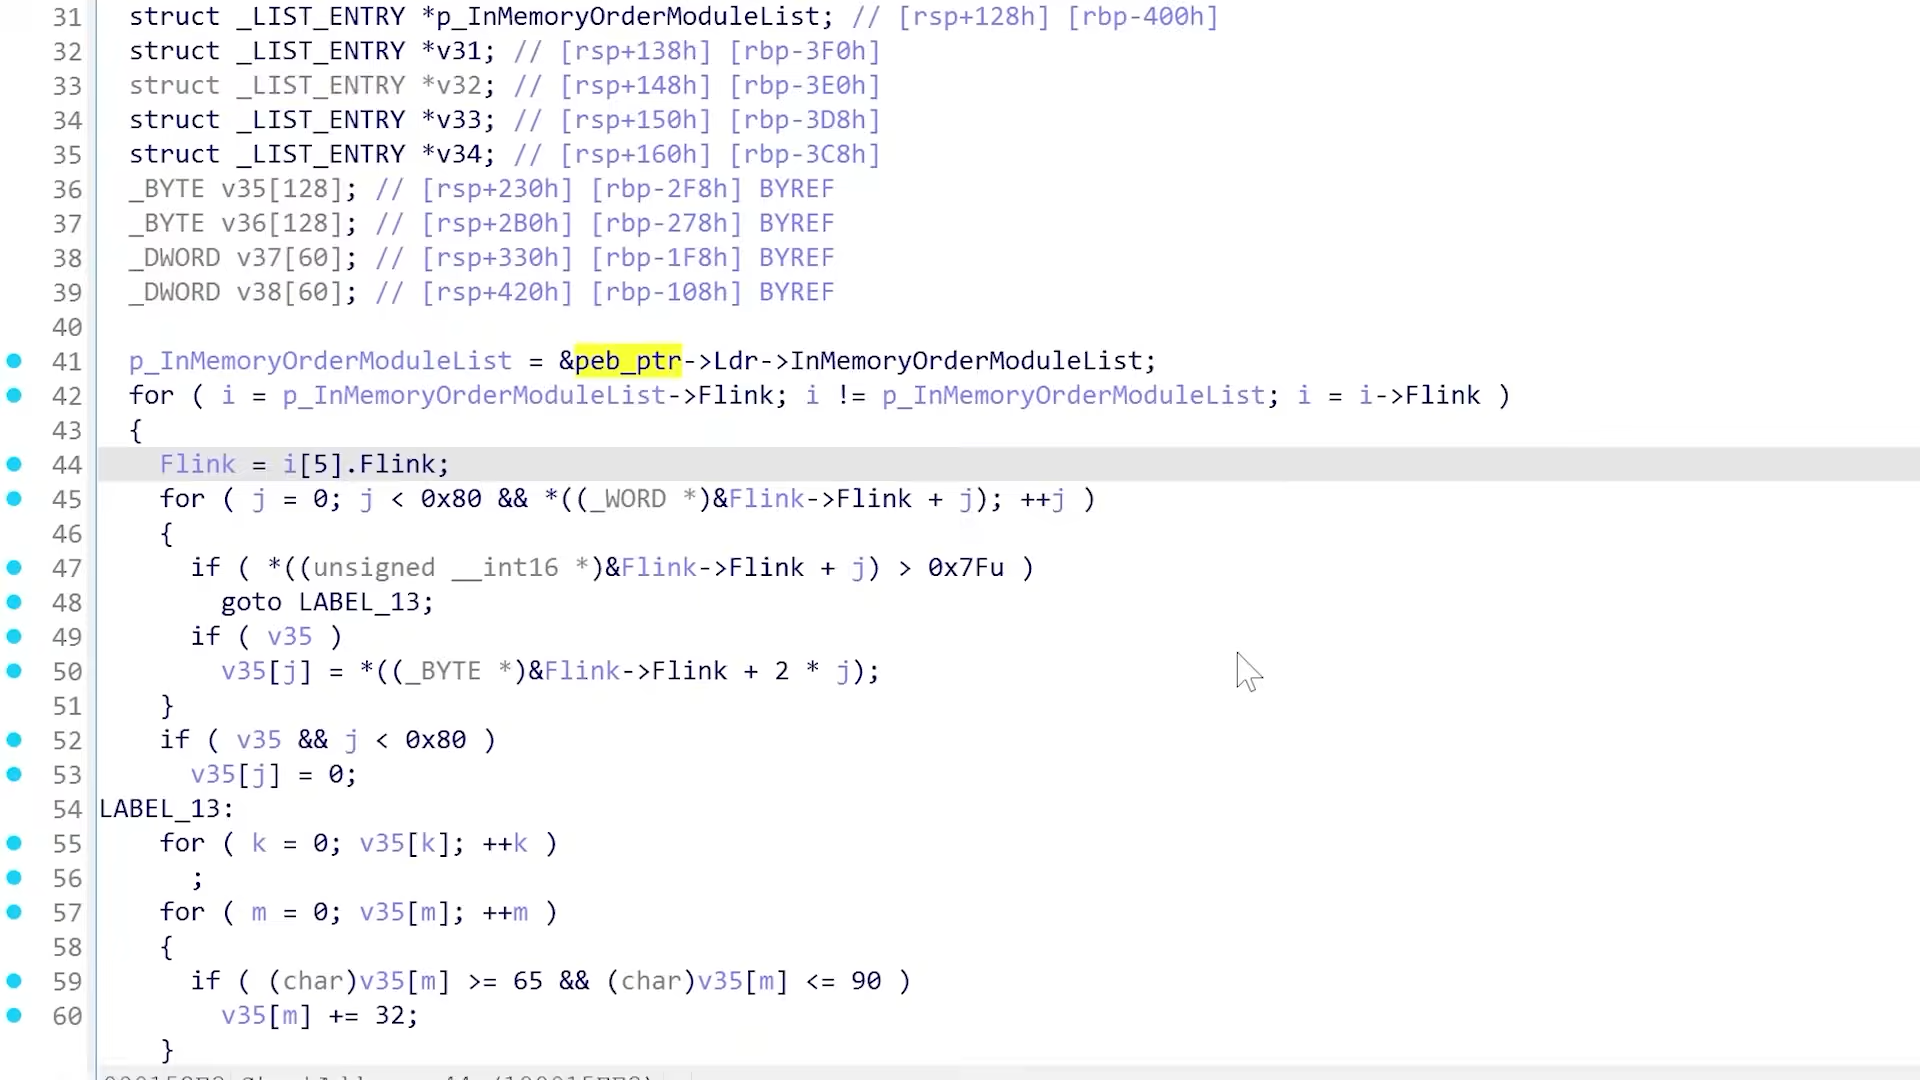 31 struct _LIST_ENTRY *p_InMemoryOrderModuleList; // [rsp+128h] [rbp-400h]
32 struct _LIST_ENTRY *v31; // [rsp+138h] [rbp-3F0h]
33 struct _LIST_ENTRY *v32; // [rsp+148h] [rbp-3E0h]
34 struct _LIST_ENTRY *v33; // [rsp+150h] [rbp-3D8h]
35 struct _LIST_ENTRY *v34; // [rsp+160h] [rbp-3C8h]
36 _BYTE v35[128]; // [rsp+230h] [rbp-2F8h] BYREF
37 _BYTE v36[128]; // [rsp+2B0h] [rbp-278h] BYREF
38 _DWORD v37[60]; // [rsp+330h] [rbp-1F8h] BYREF
39 _DWORD v38[60]; // [rsp+420h] [rbp-108h] BYREF
40
41 p_InMemoryOrderModuleList = &peb_ptr->Ldr->InMemoryOrderModuleList;
42 for ( i = p_InMemoryOrderModuleList->Flink; i != p_InMemoryOrderModuleList; i = i->Flink )
43 {
44 Flink = i[5].Flink;
45 for ( j = 0; j < 0x80 && *((_WORD *)&Flink->Flink + j); ++j )
46 {
47 if ( *((unsigned __int16 *)&Flink->Flink + j) > 0x7Fu )
48 goto LABEL_13;
49 if ( v35 )
50 v35[j] = *((_BYTE *)&Flink->Flink + 2 * j);
51 }
52 if ( v35 && j < 0x80 )
53 v35[j] = 0;
54 LABEL_13:
55 for ( k = 0; v35[k]; ++k )
56 ;
57 for ( m = 0; v35[m]; ++m )
58 {
59 if ( (char)v35[m] >= 65 && (char)v35[m] <= 90 )
60 v35[m] += 32;
}